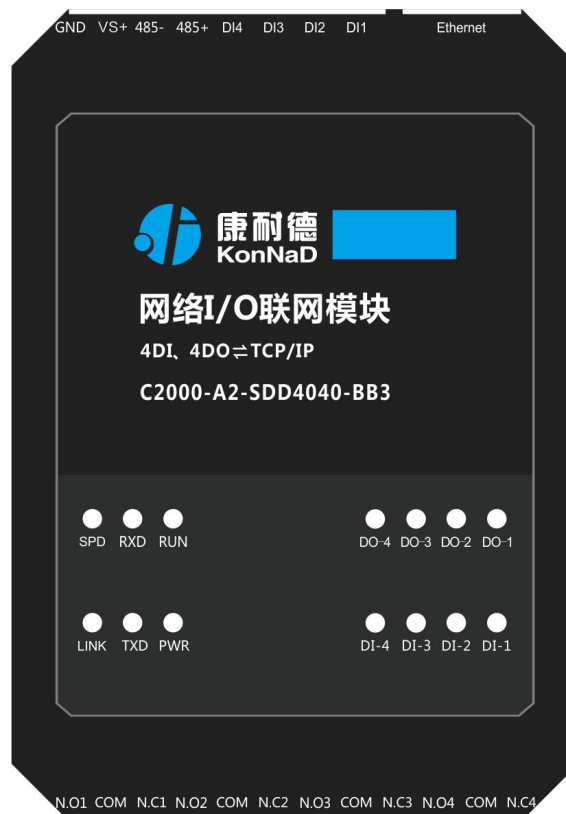 GND VS+ 485- 485+ DI4 DI3 DI2 DI1 Ethernet
康耐德
KonNaD
网络I/O联网模块
4DI、4DO⇌TCP/IP
C2000-A2-SDD4040-BB3
SPD RXD RUN DO-4 DO-3 DO-2 DO-1
LINK TXD PWR DI-4 DI-3 DI-2 DI-1
N.O1 COM N.C1 N.O2 COM N.C2 N.O3 COM N.C3 N.O4 COM N.C4